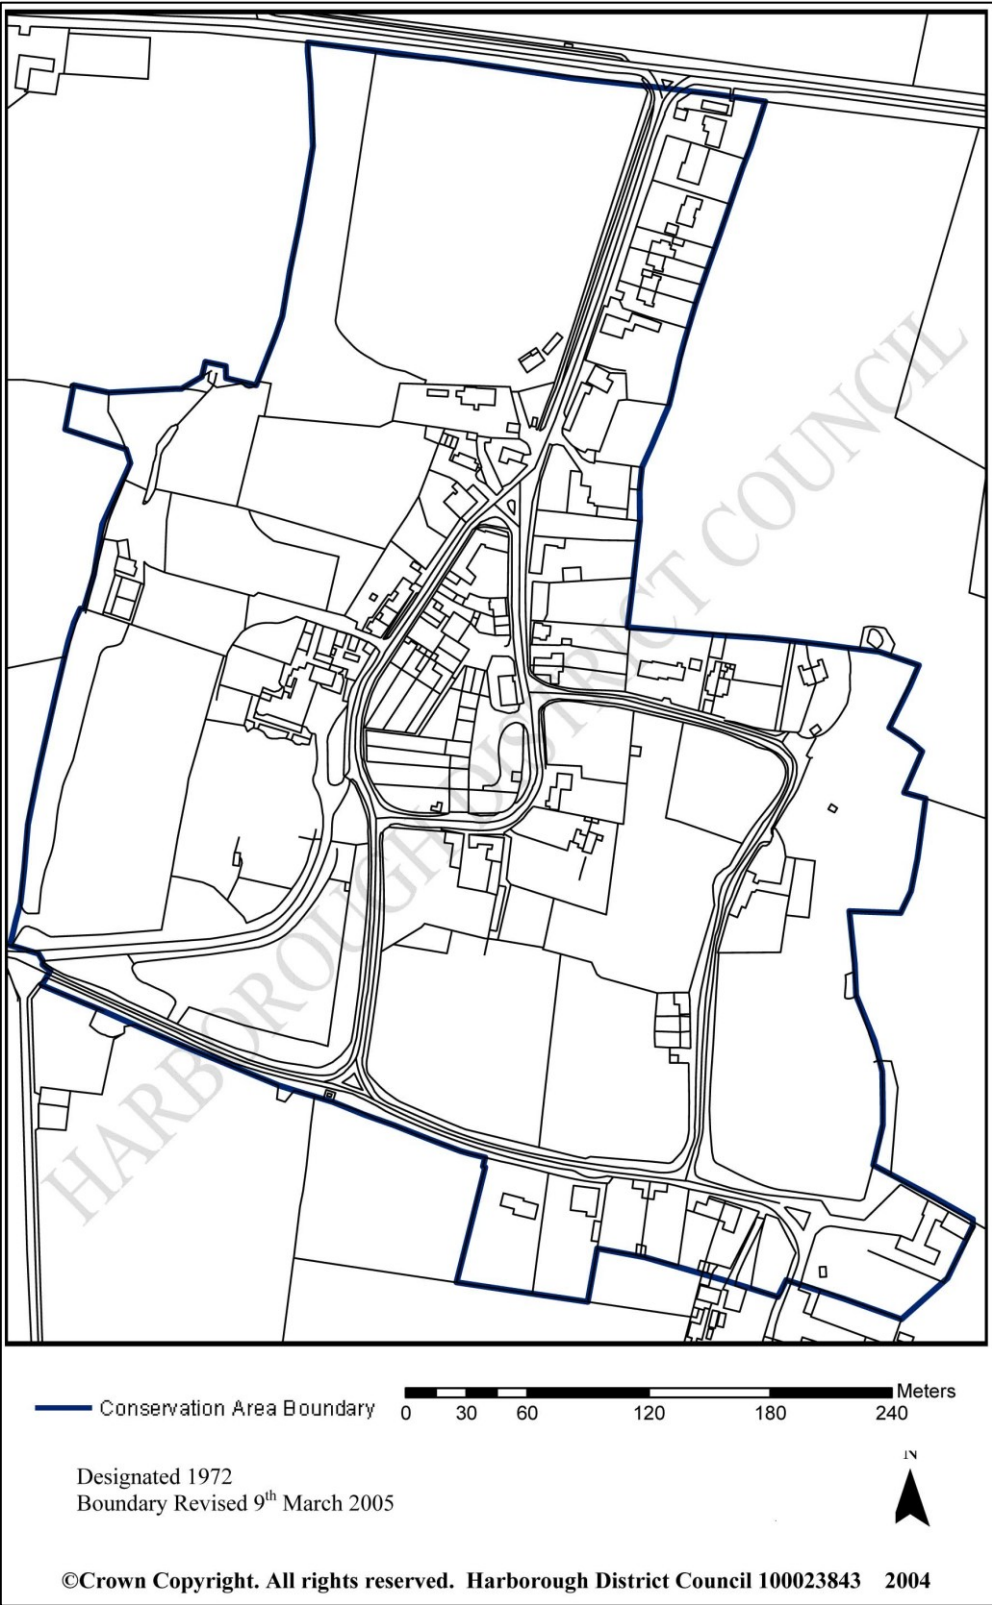 HARBOROUGH DISTRICT COUNCIL
Conservation Area Boundary
Meters
0 30 60 120 180 240
Designated 1972
Boundary Revised 9th March 2005
N
©Crown Copyright. All rights reserved. Harborough District Council 100023843 2004